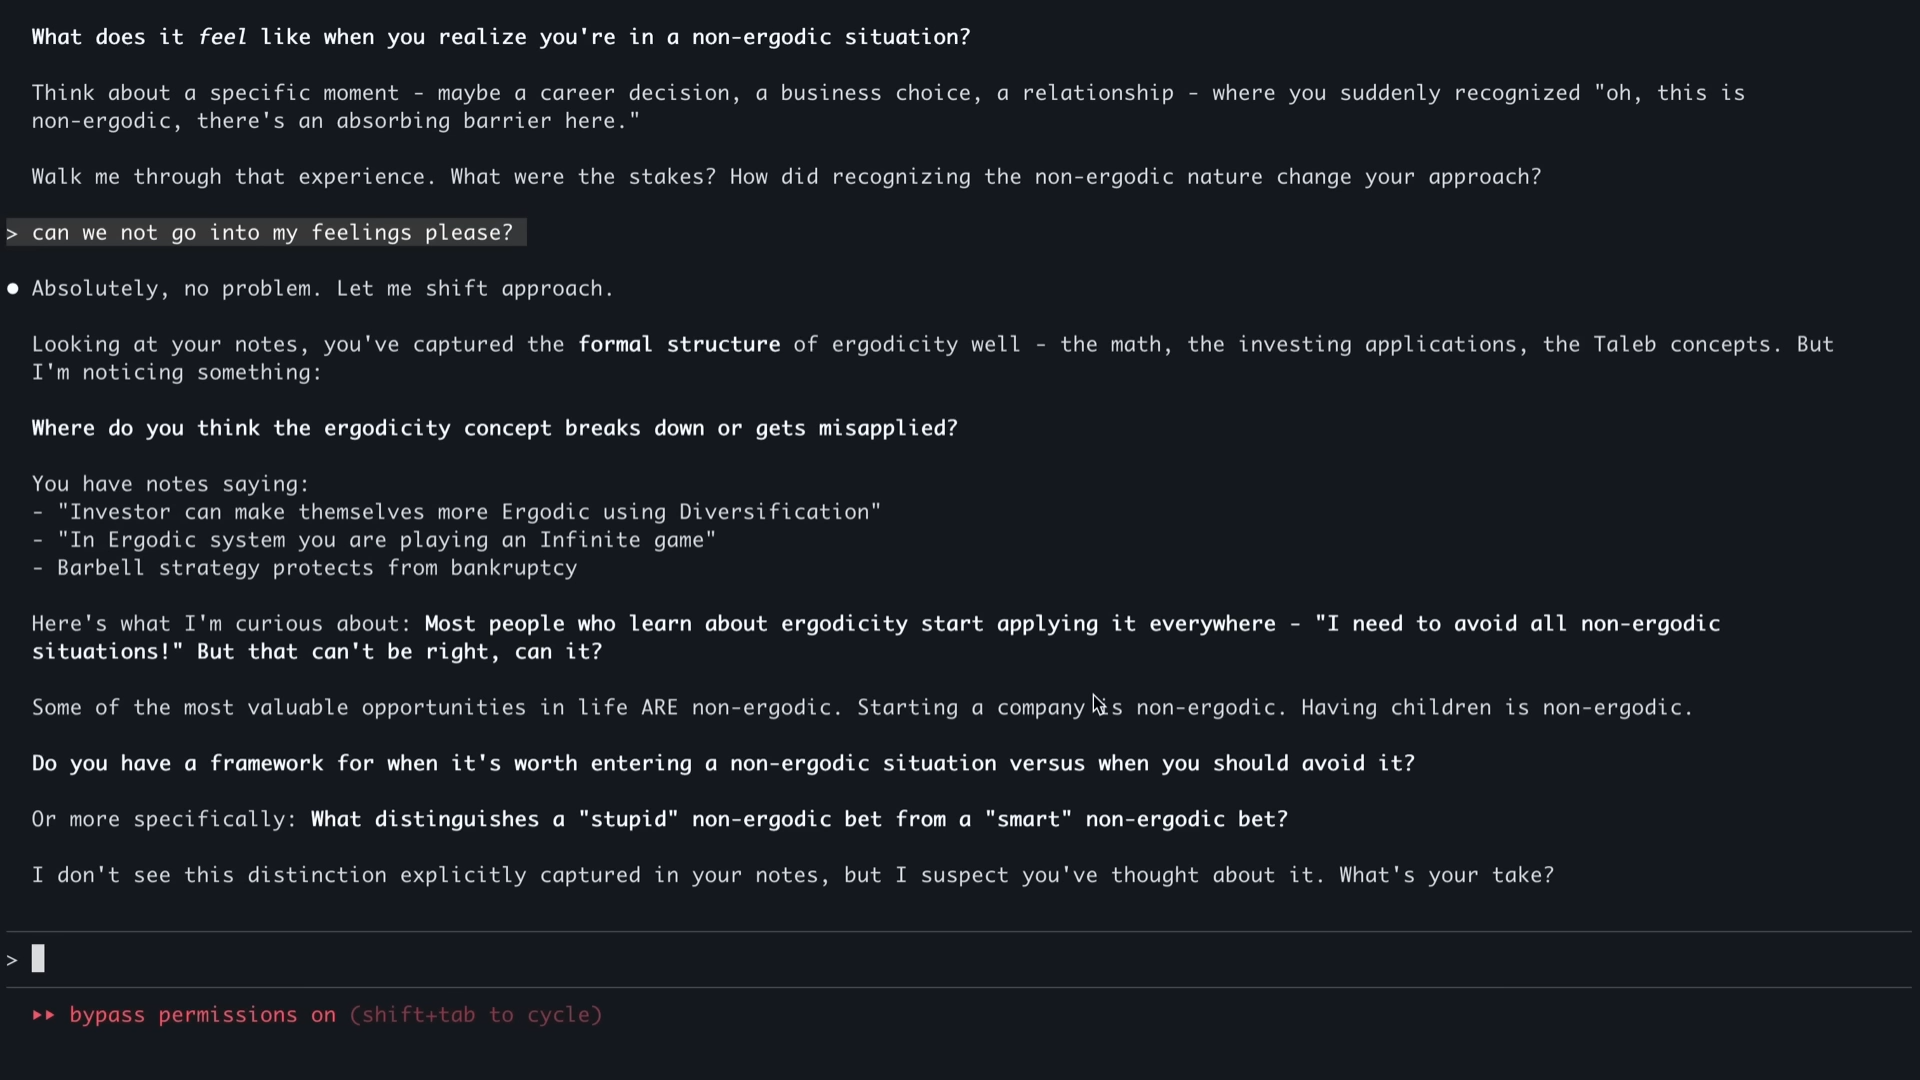 What does it feel like when you realize you're in a non-ergodic situation?
Think about a specific moment - maybe a career decision, a business choice, a relationship - where you suddenly recognized "oh, this is
non-ergodic, there's an absorbing barrier here."
Walk me through that experience. What were the stakes? How did recognizing the non-ergodic nature change your approach?
> can we not go into my feelings please?
● Absolutely, no problem. Let me shift approach.
Looking at your notes, you've captured the formal structure of ergodicity well - the math, the investing applications, the Taleb concepts. But
I'm noticing something:
Where do you think the ergodicity concept breaks down or gets misapplied?
You have notes saying:
- "Investor can make themselves more Ergodic using Diversification"
- "In Ergodic system you are playing an Infinite game"
- Barbell strategy protects from bankruptcy
Here's what I'm curious about: Most people who learn about ergodicity start applying it everywhere - "I need to avoid all non-ergodic
situations!" But that can't be right, can it?
Some of the most valuable opportunities in life ARE non-ergodic. Starting a company is non-ergodic. Having children is non-ergodic.
Do you have a framework for when it's worth entering a non-ergodic situation versus when you should avoid it?
Or more specifically: What distinguishes a "stupid" non-ergodic bet from a "smart" non-ergodic bet?
I don't see this distinction explicitly captured in your notes, but I suspect you've thought about it. What's your take?
>
▸▸ bypass permissions on (shift+tab to cycle)